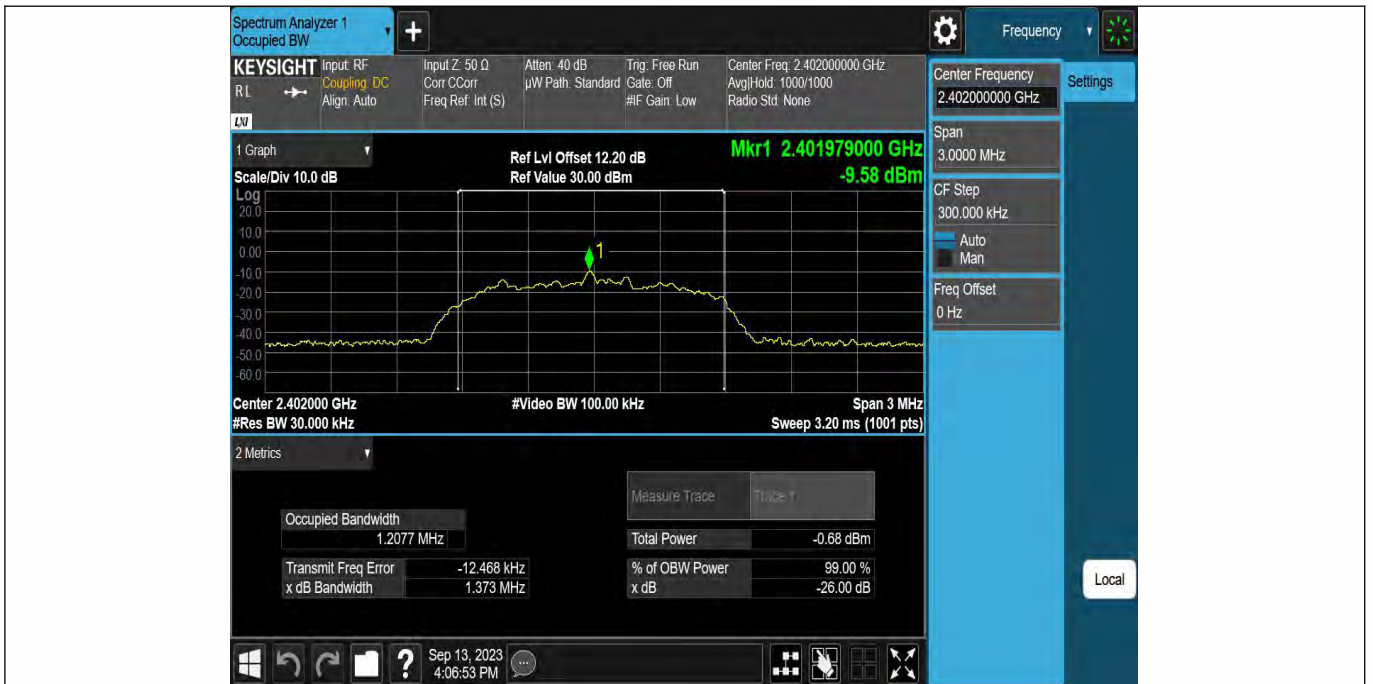 Spectrum Analyzer 1
Occupied BW
+
Frequency
KEYSIGHT
RL
LXI
Input: RF
Coupling: DC
Align: Auto
Input Z: 50 Ω
Corr CCorr
Freq Ref: Int (S)
Atten: 40 dB
µW Path: Standard
Trig: Free Run
Gate: Off
#IF Gain: Low
Center Freq: 2.402000000 GHz
Avg|Hold: 1000/1000
Radio Std: None
Center Frequency
2.402000000 GHz
Settings
Span
3.0000 MHz
CF Step
300.000 kHz
Auto
Man
Freq Offset
0 Hz
1 Graph
Scale/Div 10.0 dB
Ref Lvl Offset 12.20 dB
Ref Value 30.00 dBm
Mkr1 2.401979000 GHz
-9.58 dBm
Log
20.0
10.0
0.00
-10.0
-20.0
-30.0
-40.0
-50.0
-60.0
1
Center 2.402000 GHz
#Res BW 30.000 kHz
#Video BW 100.00 kHz
Span 3 MHz
Sweep 3.20 ms (1001 pts)
2 Metrics
Measure Trace Trace 1
Occupied Bandwidth
1.2077 MHz
Total Power -0.68 dBm
Transmit Freq Error -12.468 kHz
% of OBW Power 99.00 %
x dB Bandwidth 1.373 MHz
x dB -26.00 dB
Local
?
Sep 13, 2023
4:06:53 PM